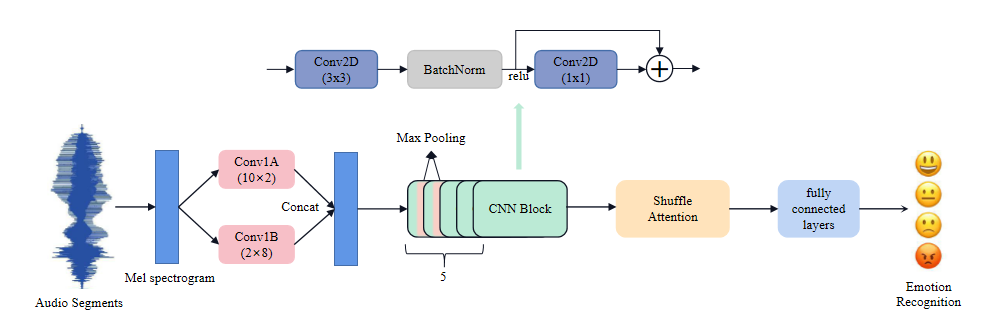 Conv2D
(3x3)
BatchNorm
relu
Conv2D
(1x1)
Max Pooling
Conv1A
(10×2)
Concat
Conv1B
(2×8)
CNN Block
Shuffle
Attention
fully
connected
layers
Mel spectrogram
5
Audio Segments
Emotion
Recognition